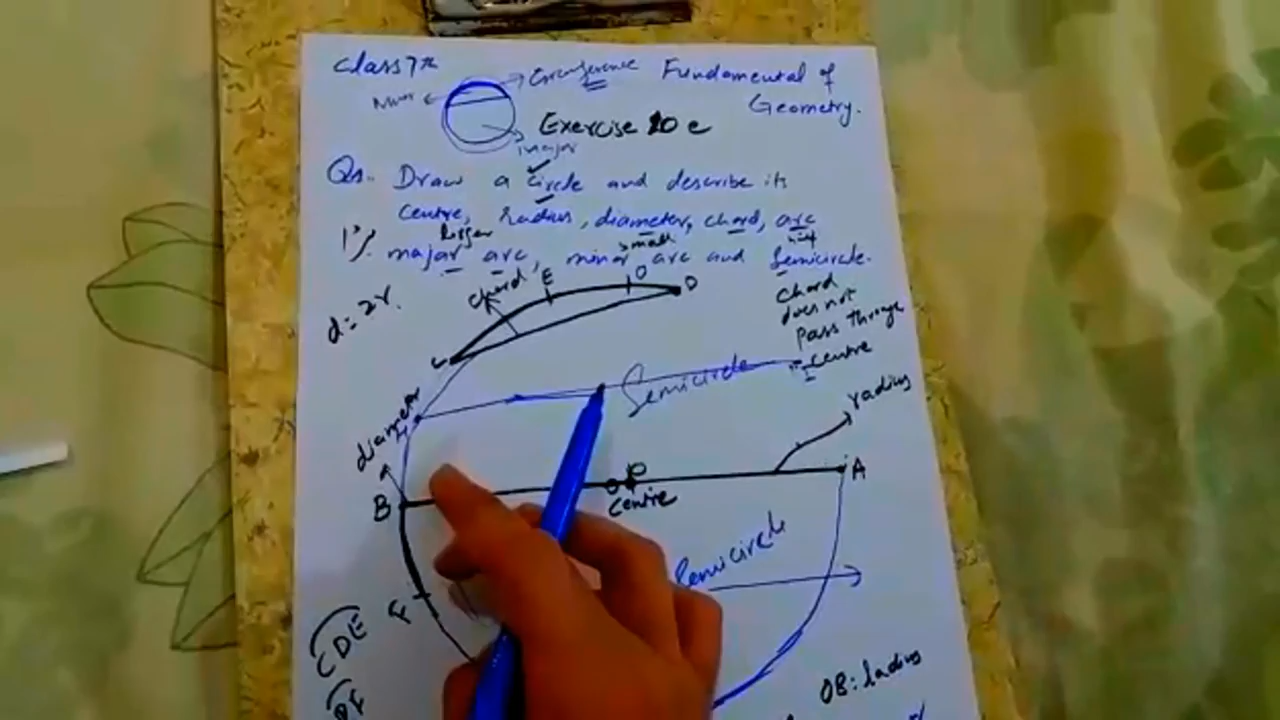 Class 7th
Circumference
Fundamental of
Geometry.
Minor
Exercise 10 e
major
Qs. Draw a circle and describe its
centre, radius, diameter, chord, arc
1%.
larger
small
major arc, minor arc and Semicircle.
d=2r.
chord
E
D
chord
does not
pass through
centre
C
Semicircle
diameter
radius
B
O
P
A
centre
Semicircle
F
CDE
OB: radius